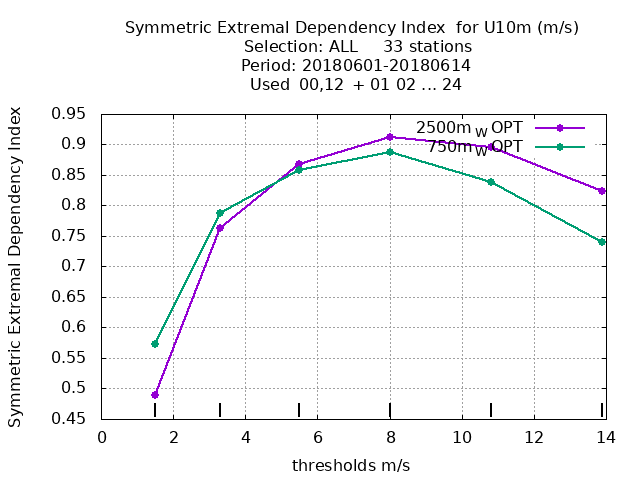 Symmetric Extremal Dependency Index  for U10m (m/s)
Selection: ALL     33 stations
Period: 20180601-20180614
Used  00,12  + 01 02 ... 24
Symmetric Extremal Dependency Index
0.95
0.9
0.85
0.8
0.75
0.7
0.65
0.6
0.55
0.5
0.45
2500m W OPT
750m W OPT
0 2 4 6 8 10 12 14
thresholds m/s